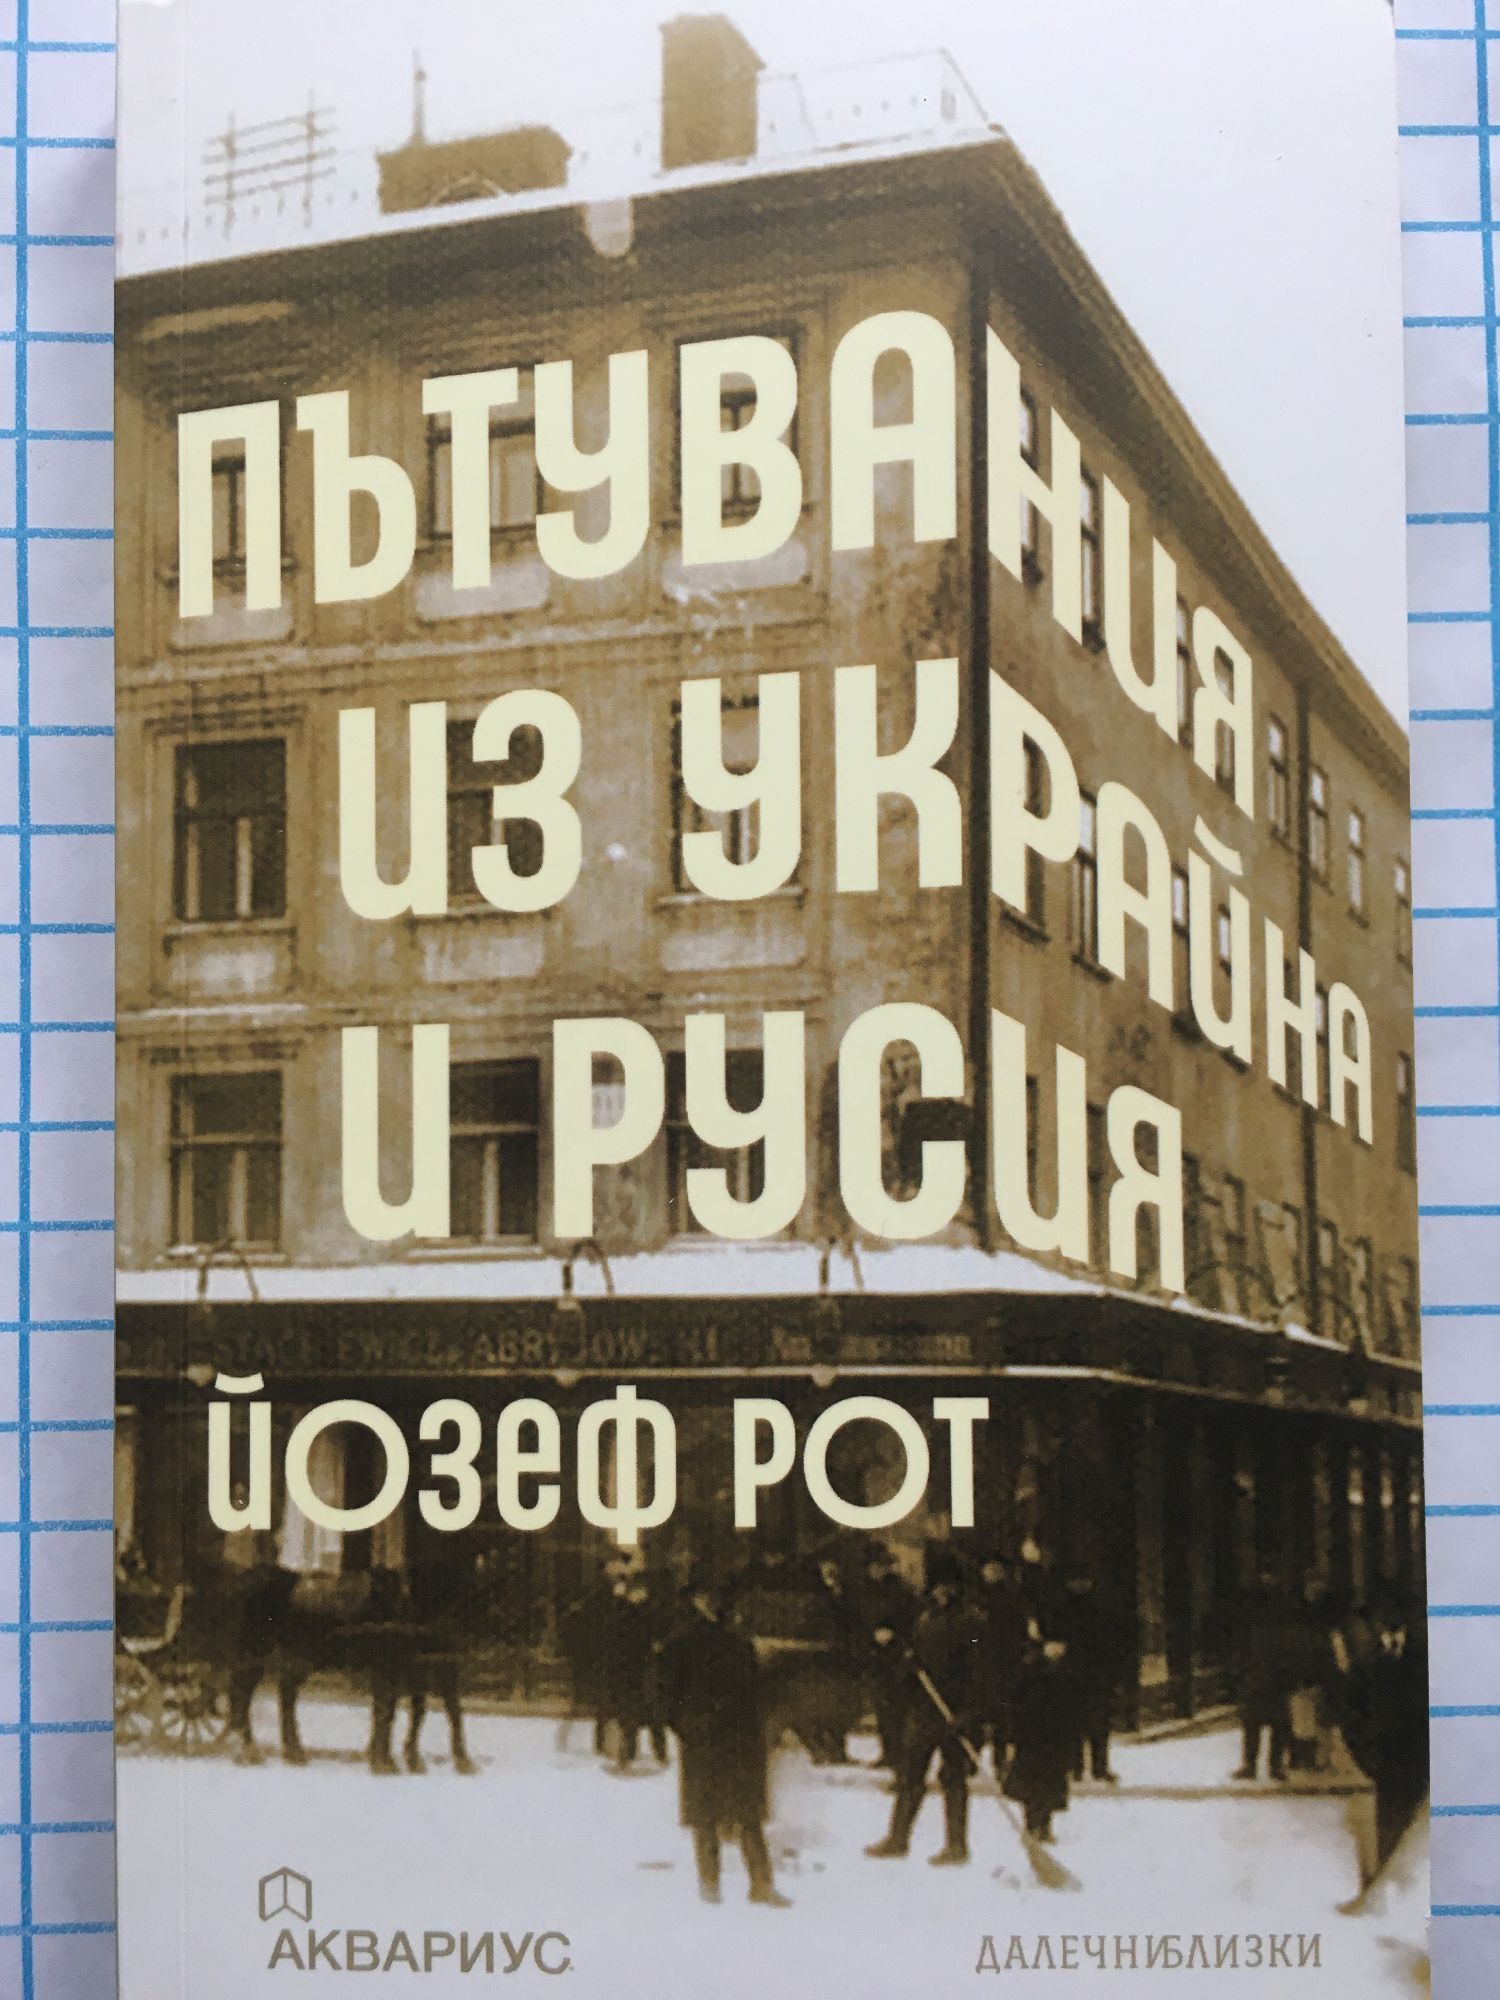 ПЪТУВАНИЯ
ИЗ УКРАЙНА
И РУСИЯ
ЙОЗЕФ РОТ
АКВАРИУС
ДАЛЕЧНИБЛИЗКИ